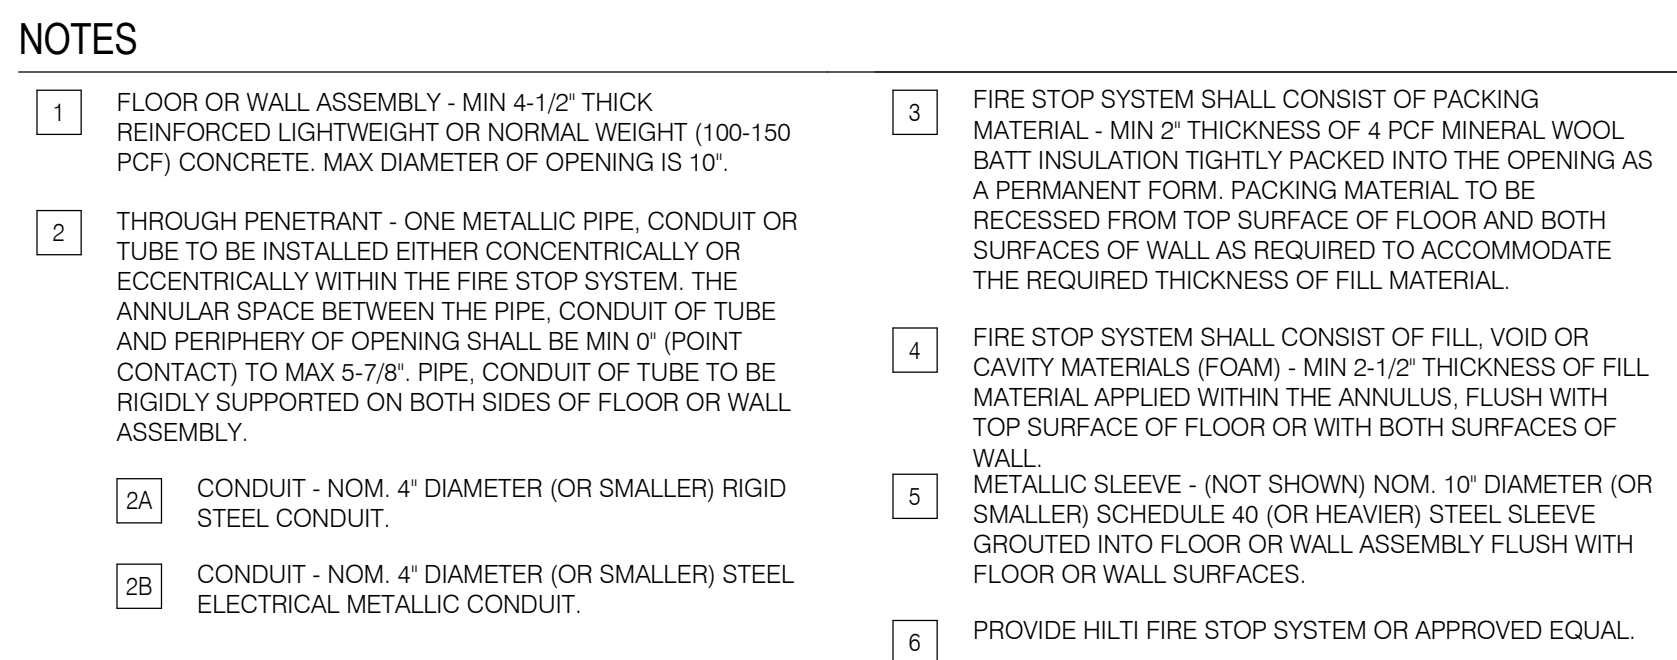 NOTES
1
FLOOR OR WALL ASSEMBLY - MIN 4-1/2" THICK
REINFORCED LIGHTWEIGHT OR NORMAL WEIGHT (100-150
PCF) CONCRETE. MAX DIAMETER OF OPENING IS 10".
2
THROUGH PENETRANT - ONE METALLIC PIPE, CONDUIT OR
TUBE TO BE INSTALLED EITHER CONCENTRICALLY OR
ECCENTRICALLY WITHIN THE FIRE STOP SYSTEM. THE
ANNULAR SPACE BETWEEN THE PIPE, CONDUIT OF TUBE
AND PERIPHERY OF OPENING SHALL BE MIN 0" (POINT
CONTACT) TO MAX 5-7/8". PIPE, CONDUIT OF TUBE TO BE
RIGIDLY SUPPORTED ON BOTH SIDES OF FLOOR OR WALL
ASSEMBLY.
2A
CONDUIT - NOM. 4" DIAMETER (OR SMALLER) RIGID
STEEL CONDUIT.
2B
CONDUIT - NOM. 4" DIAMETER (OR SMALLER) STEEL
ELECTRICAL METALLIC CONDUIT.
3
FIRE STOP SYSTEM SHALL CONSIST OF PACKING
MATERIAL - MIN 2" THICKNESS OF 4 PCF MINERAL WOOL
BATT INSULATION TIGHTLY PACKED INTO THE OPENING AS
A PERMANENT FORM. PACKING MATERIAL TO BE
RECESSED FROM TOP SURFACE OF FLOOR AND BOTH
SURFACES OF WALL AS REQUIRED TO ACCOMMODATE
THE REQUIRED THICKNESS OF FILL MATERIAL.
4
FIRE STOP SYSTEM SHALL CONSIST OF FILL, VOID OR
CAVITY MATERIALS (FOAM) - MIN 2-1/2" THICKNESS OF FILL
MATERIAL APPLIED WITHIN THE ANNULUS, FLUSH WITH
TOP SURFACE OF FLOOR OR WITH BOTH SURFACES OF
WALL.
5
METALLIC SLEEVE - (NOT SHOWN) NOM. 10" DIAMETER (OR
SMALLER) SCHEDULE 40 (OR HEAVIER) STEEL SLEEVE
GROUTED INTO FLOOR OR WALL ASSEMBLY FLUSH WITH
FLOOR OR WALL SURFACES.
6
PROVIDE HILTI FIRE STOP SYSTEM OR APPROVED EQUAL.